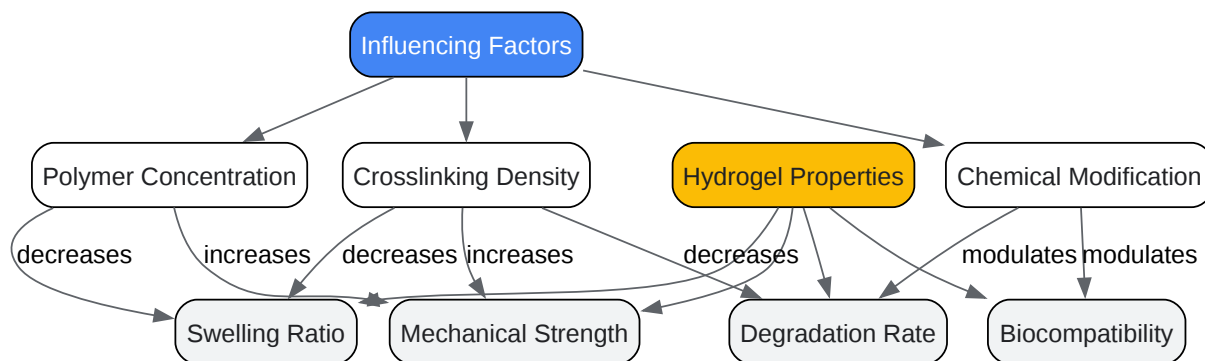 Influencing Factors
Polymer Concentration
Crosslinking Density
Hydrogel Properties
Chemical Modification
decreases
increases
decreases
increases
decreases
modulates
modulates
Swelling Ratio
Mechanical Strength
Degradation Rate
Biocompatibility